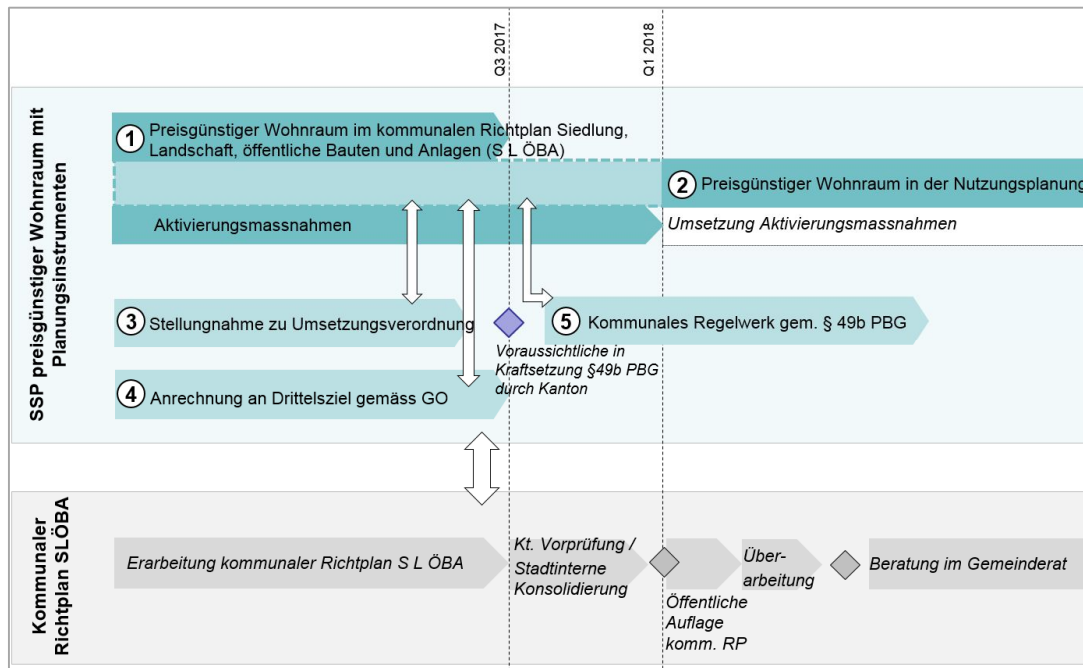 Q3 2017
Q1 2018
SSP preisgünstiger Wohnraum mit
Planungsinstrumenten
1 Preisgünstiger Wohnraum im kommunalen Richtplan Siedlung,
Landschaft, öffentliche Bauten und Anlagen (S L ÖBA)
2 Preisgünstiger Wohnraum in der Nutzungsplanung
Aktivierungsmassnahmen
Umsetzung Aktivierungsmassnahmen
3 Stellungnahme zu Umsetzungsverordnung
5 Kommunales Regelwerk gem. § 49b PBG
Voraussichtliche in
Kraftsetzung §49b PBG
durch Kanton
4 Anrechnung an Drittelsziel gemäss GO
Kommunaler
Richtplan SLÖBA
Erarbeitung kommunaler Richtplan S L ÖBA
Kt. Vorprüfung /
Stadtinterne
Konsolidierung
Öffentliche
Auflage
komm. RP
Über-
arbeitung
Beratung im Gemeinderat